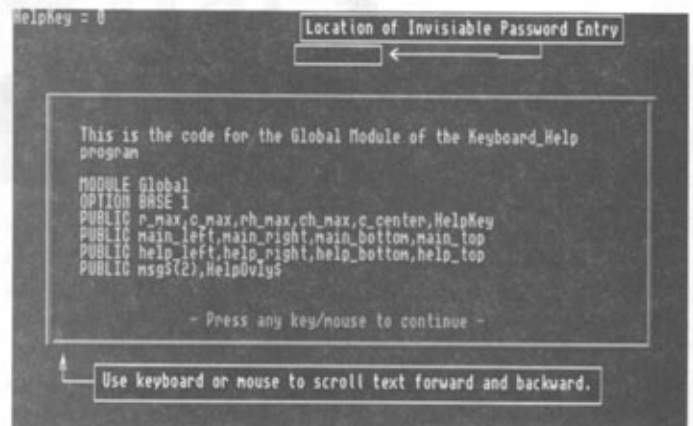 HelpKey = 0
Location of Invisiable Password Entry
This is the code for the Global Module of the Keyboard_Help
program
MODULE Global
OPTION BASE 1
PUBLIC r_max,c_max,rh_max,ch_max,c_center,HelpKey
PUBLIC main_left,main_right,main_bottom,main_top
PUBLIC help_left,help_right,help_bottom,help_top
PUBLIC msg$(2),HelpOvly$
- Press any key/mouse to continue -
Use keyboard or mouse to scroll text forward and backward.